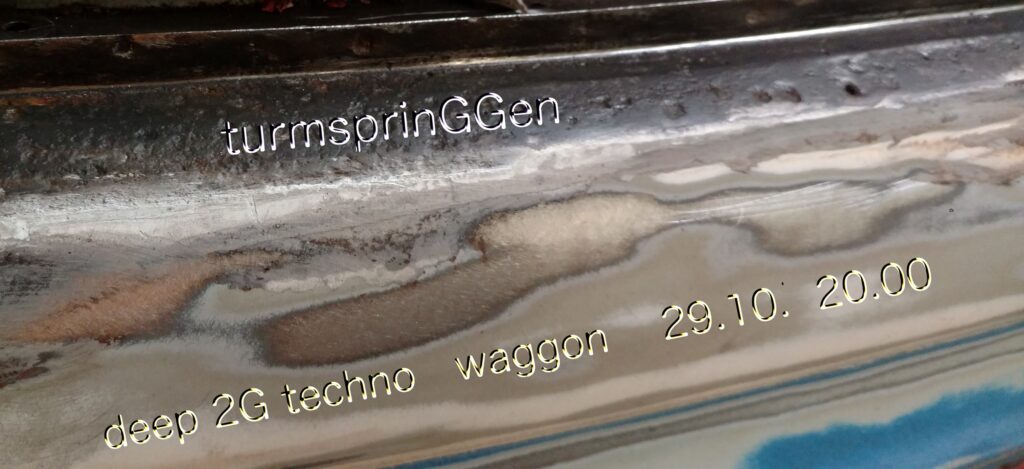 turmsprinGGen
deep 2G techno waggon 29.10. 20.00